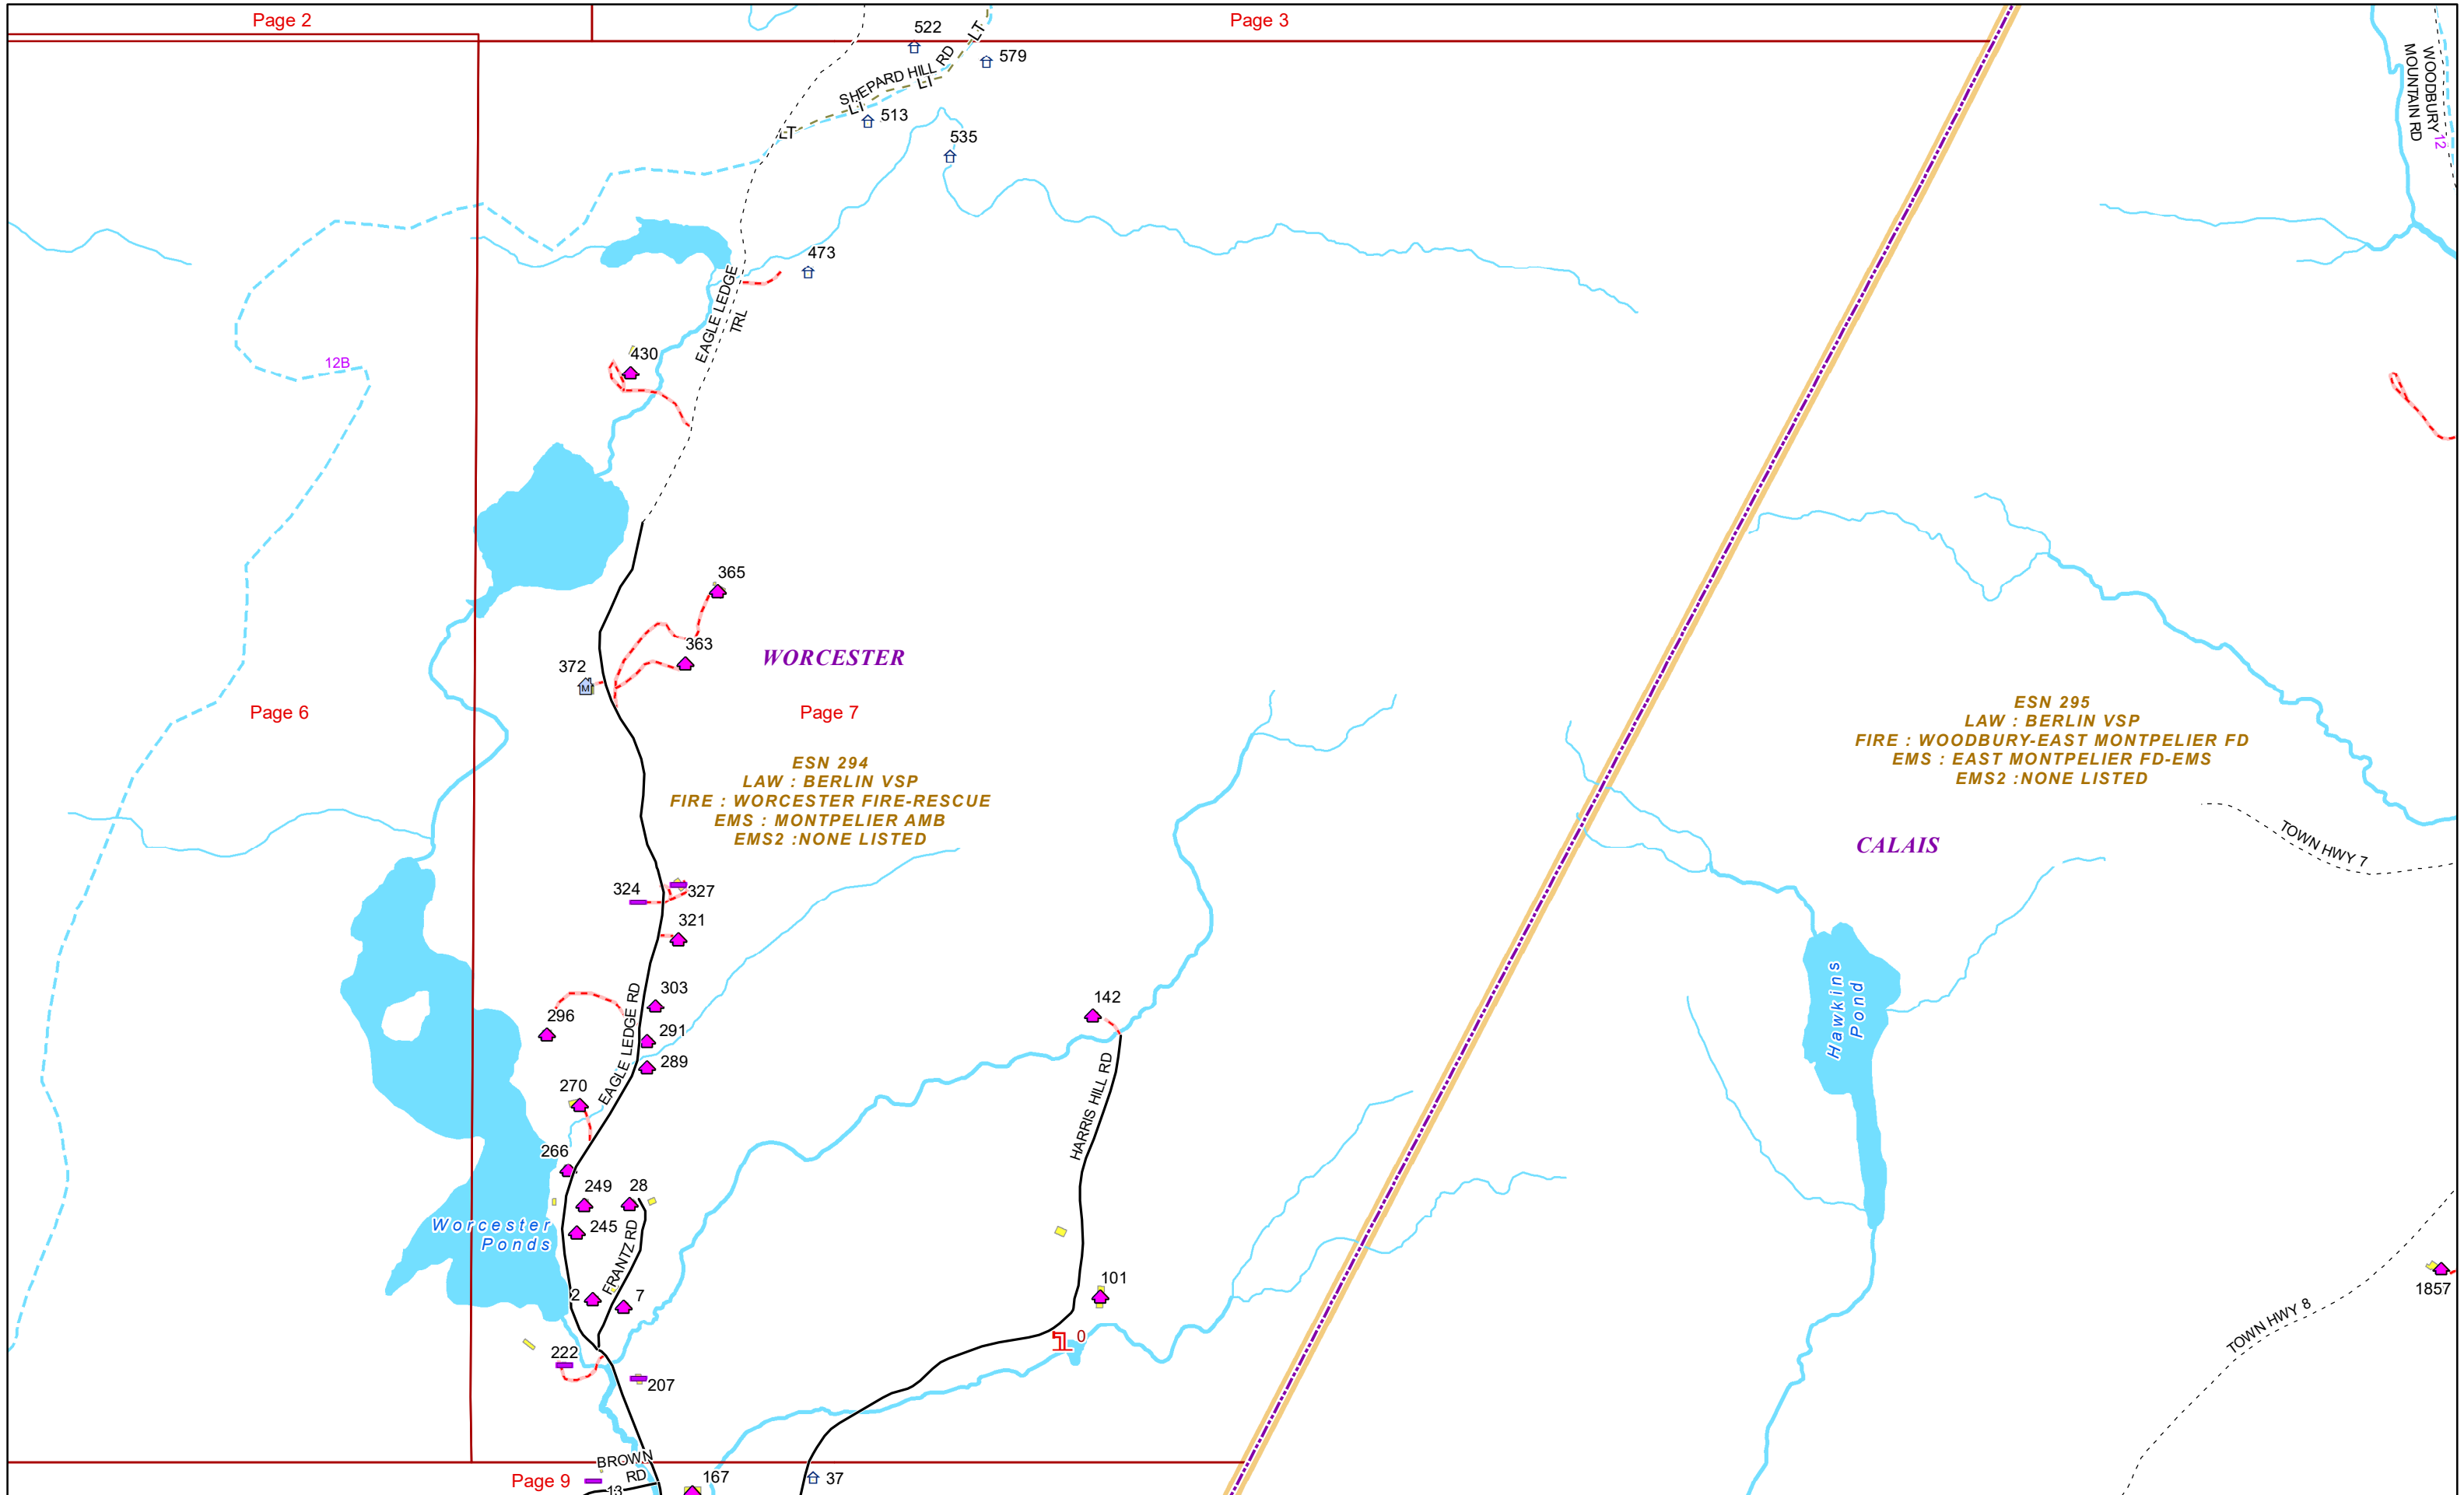 Page 2
Page 3
522
LT
579
SHEPARD HILL RD
LT
LT
513
LT
535
WOODBURY
MOUNTAIN RD
12
473
EAGLE LEDGE
TRL
430
12B
365
363
372
WORCESTER
Page 6
Page 7
ESN 294
LAW : BERLIN VSP
FIRE : WORCESTER FIRE-RESCUE
EMS : MONTPELIER AMB
EMS2 :NONE LISTED
ESN 295
LAW : BERLIN VSP
FIRE : WOODBURY-EAST MONTPELIER FD
EMS : EAST MONTPELIER FD-EMS
EMS2 :NONE LISTED
CALAIS
TOWN HWY 7
324
327
321
303
296
291
289
EAGLE LEDGE RD
270
266
249
28
245
FRANTZ RD
Worcester
Ponds
2
7
222
207
142
HARRIS HILL RD
101
0
Hawkins
Pond
1857
TOWN HWY 8
BROWN
RD
Page 9
13
167
37
M